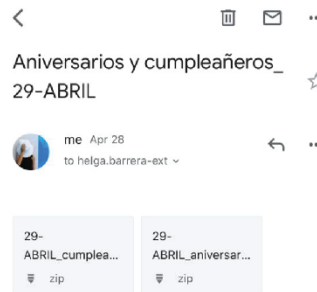 Aniversarios y cumpleañeros_
29-ABRIL
me Apr 28
to helga.barrera-ext
29-
ABRIL_cumplea...
zip
29-
ABRIL_aniversar...
zip